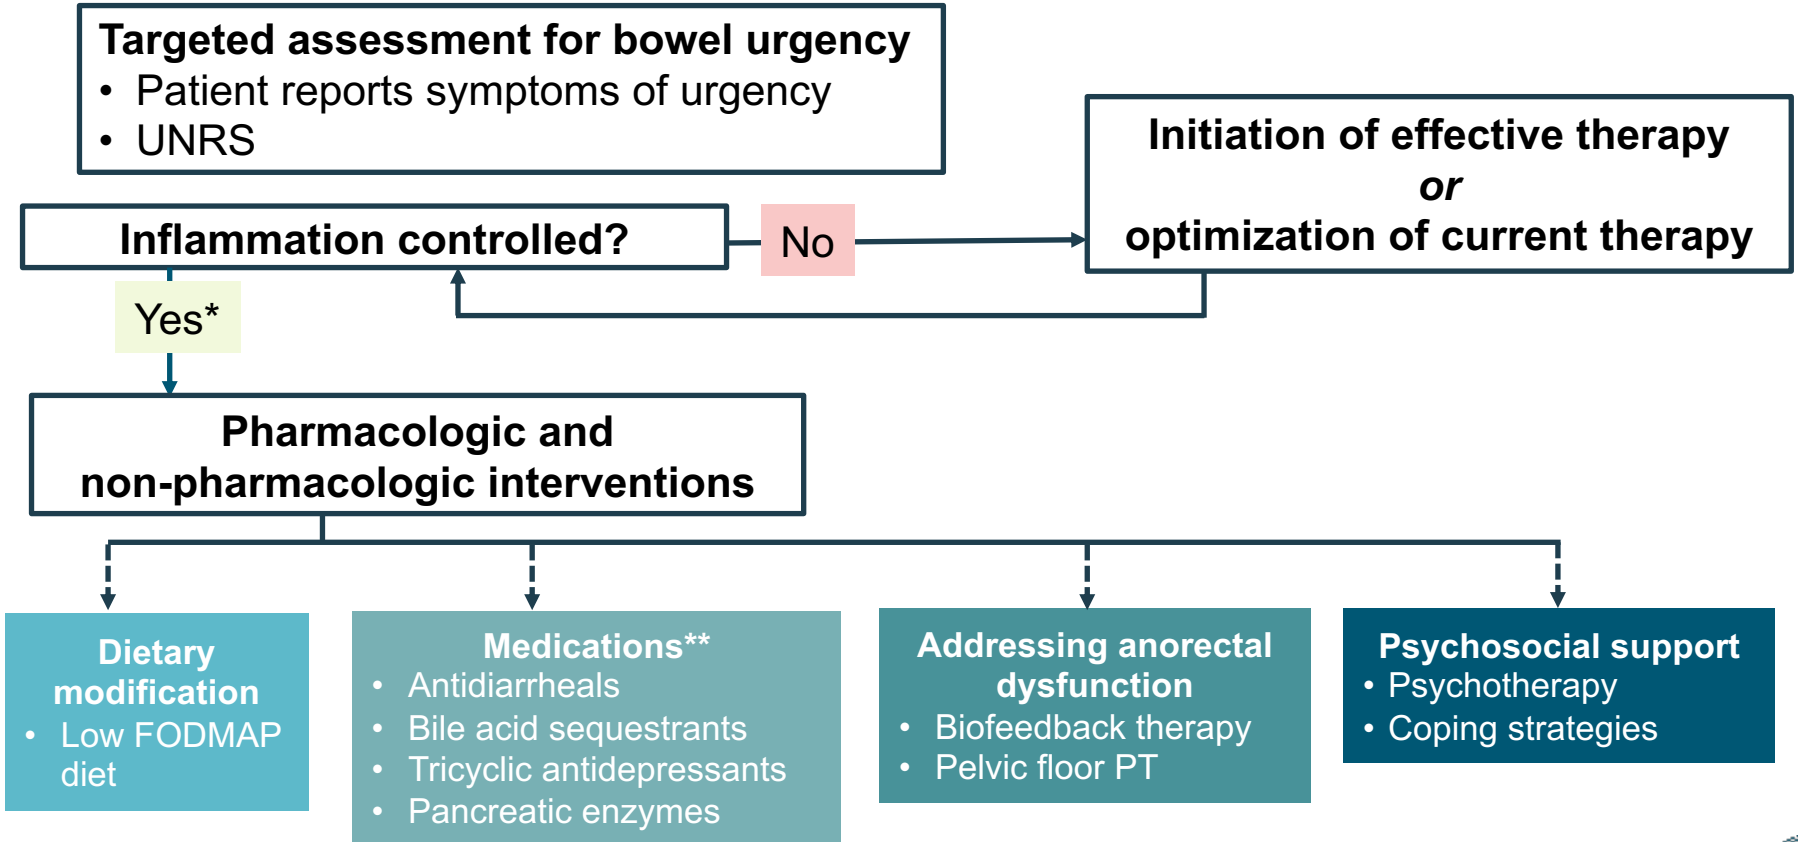 Targeted assessment for bowel urgency
• Patient reports symptoms of urgency
• UNRS
Inflammation controlled?
No
Initiation of effective therapy
or
optimization of current therapy
Yes*
Pharmacologic and
non-pharmacologic interventions
Dietary
modification
• Low FODMAP
diet
Medications**
• Antidiarrheals
• Bile acid sequestrants
• Tricyclic antidepressants
• Pancreatic enzymes
Addressing anorectal
dysfunction
• Biofeedback therapy
• Pelvic floor PT
Psychosocial support
• Psychotherapy
• Coping strategies